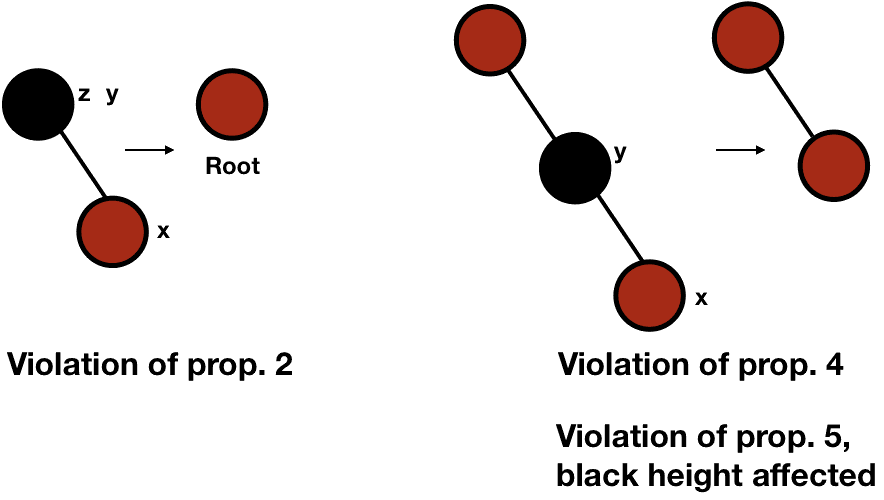 z y
Root
x
Violation of prop. 2
y
x
Violation of prop. 4
Violation of prop. 5,
black height affected